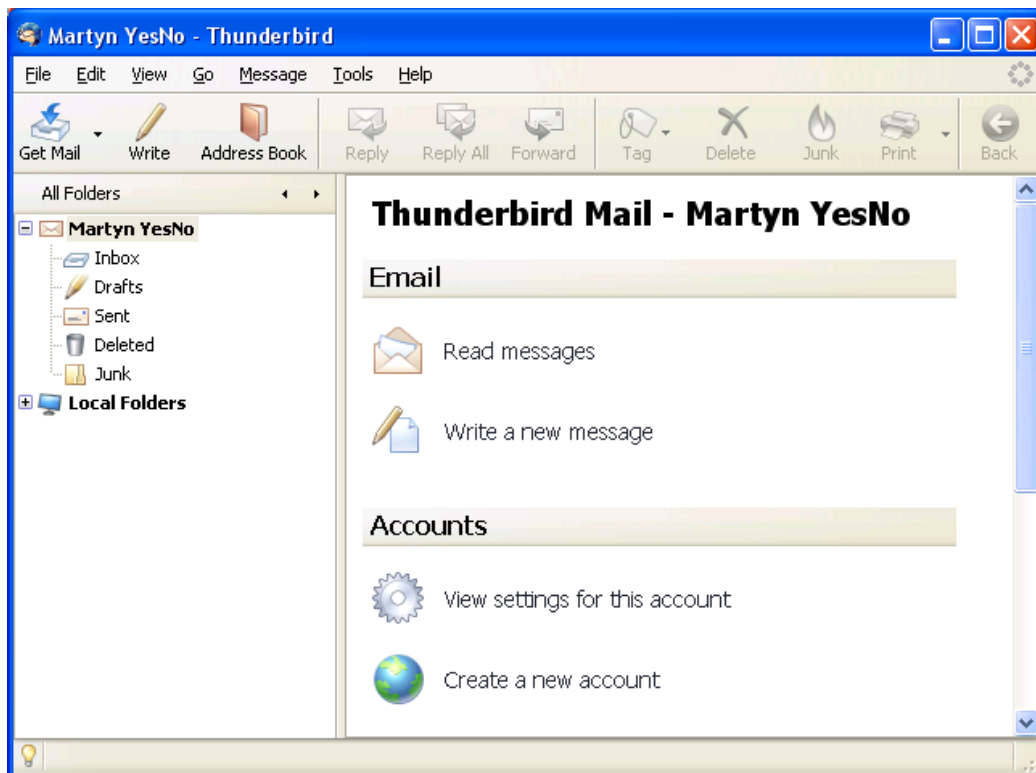 Martyn YesNo - Thunderbird
File Edit View Go Message Tools Help
Get Mail Write Address Book Reply Reply All Forward Tag Delete Junk Print Back
All Folders
Martyn YesNo
Inbox
Drafts
Sent
Deleted
Junk
Local Folders
Thunderbird Mail - Martyn YesNo
Email
Read messages
Write a new message
Accounts
View settings for this account
Create a new account